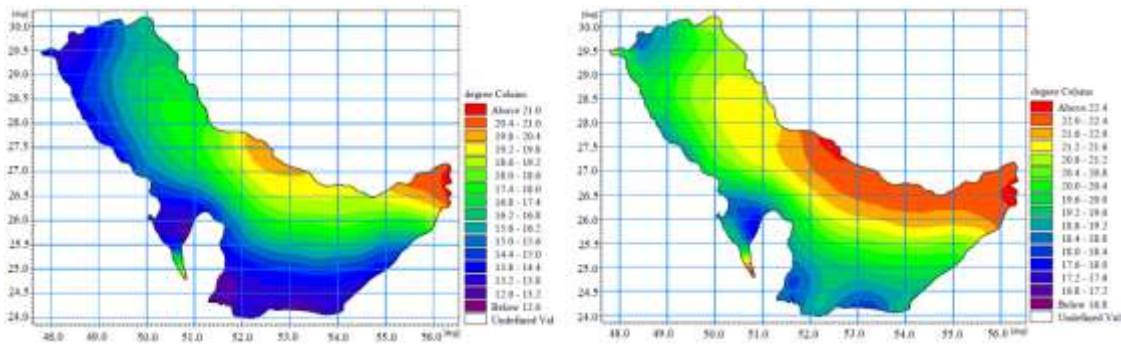 [deg]
30.0
29.5
29.0
28.5
28.0
27.5
27.0
26.5
26.0
25.5
25.0
24.5
24.0
48.0 49.0 50.0 51.0 52.0 53.0 54.0 55.0 56.0 [deg]
degree Celsius
Above 21.0
20.4 - 21.0
19.8 - 20.4
19.2 - 19.8
18.6 - 19.2
18.0 - 18.6
17.4 - 18.0
16.8 - 17.4
16.2 - 16.8
15.6 - 16.2
15.0 - 15.6
14.4 - 15.0
13.8 - 14.4
13.2 - 13.8
12.6 - 13.2
Below 12.6
Undefined Val
[deg]
30.0
29.5
29.0
28.5
28.0
27.5
27.0
26.5
26.0
25.5
25.0
24.5
24.0
48.0 49.0 50.0 51.0 52.0 53.0 54.0 55.0 56.0 [deg]
degree Celsius
Above 22.4
22.0 - 22.4
21.6 - 22.0
21.2 - 21.6
20.8 - 21.2
20.4 - 20.8
20.0 - 20.4
19.6 - 20.0
19.2 - 19.6
18.8 - 19.2
18.4 - 18.8
18.0 - 18.4
17.6 - 18.0
17.2 - 17.6
16.8 - 17.2
Below 16.8
Undefined Val